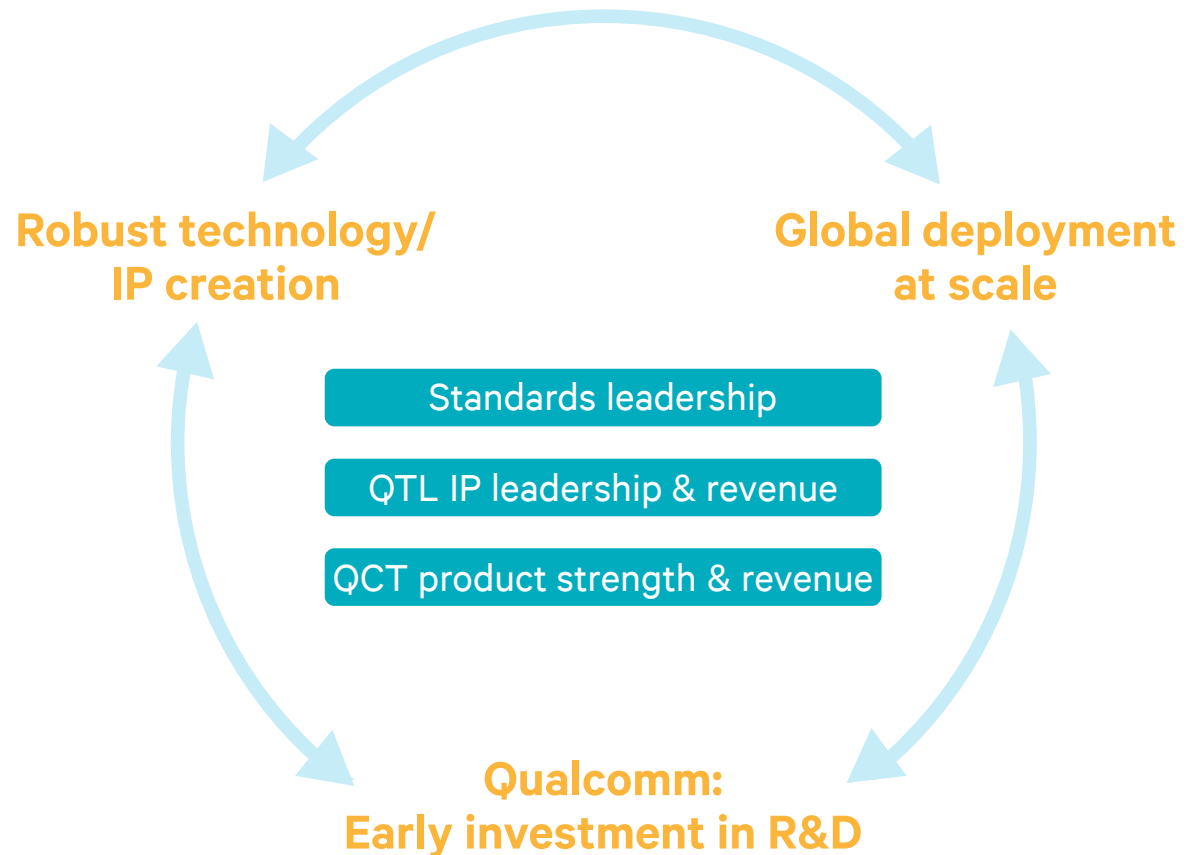 Robust technology/
IP creation
Global deployment
at scale
Standards leadership
QTL IP leadership & revenue
QCT product strength & revenue
Qualcomm:
Early investment in R&D